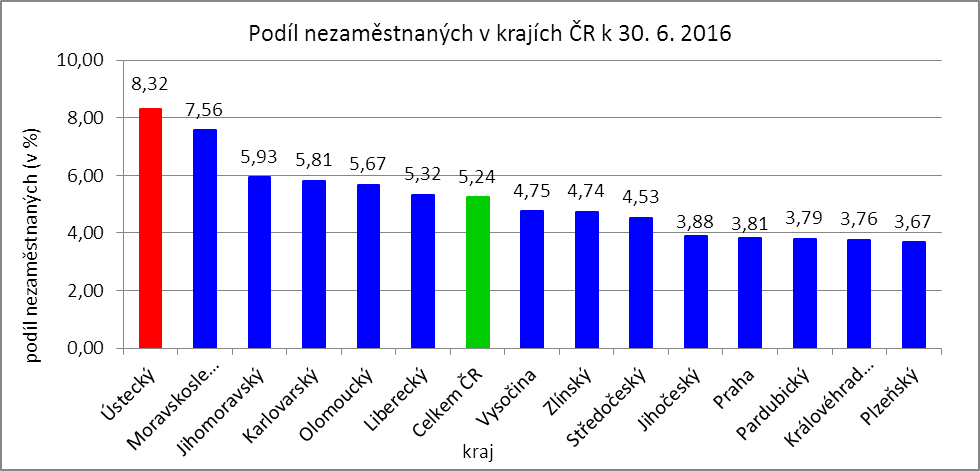 Podíl nezaměstnaných v krajích ČR k 30. 6. 2016
podíl nezaměstnaných (v %)
10,00
8,00
6,00
4,00
2,00
0,00
8,32
7,56
5,93
5,81
5,67
5,32
5,24
4,75
4,74
4,53
3,88
3,81
3,79
3,76
3,67
Ústecký
Moravskosle...
Jihomoravský
Karlovarský
Olomoucký
Liberecký
Celkem ČR
Vysočina
Zlínský
Středočeský
Jihočeský
Praha
Pardubický
Královéhrad...
Plzeňský
kraj